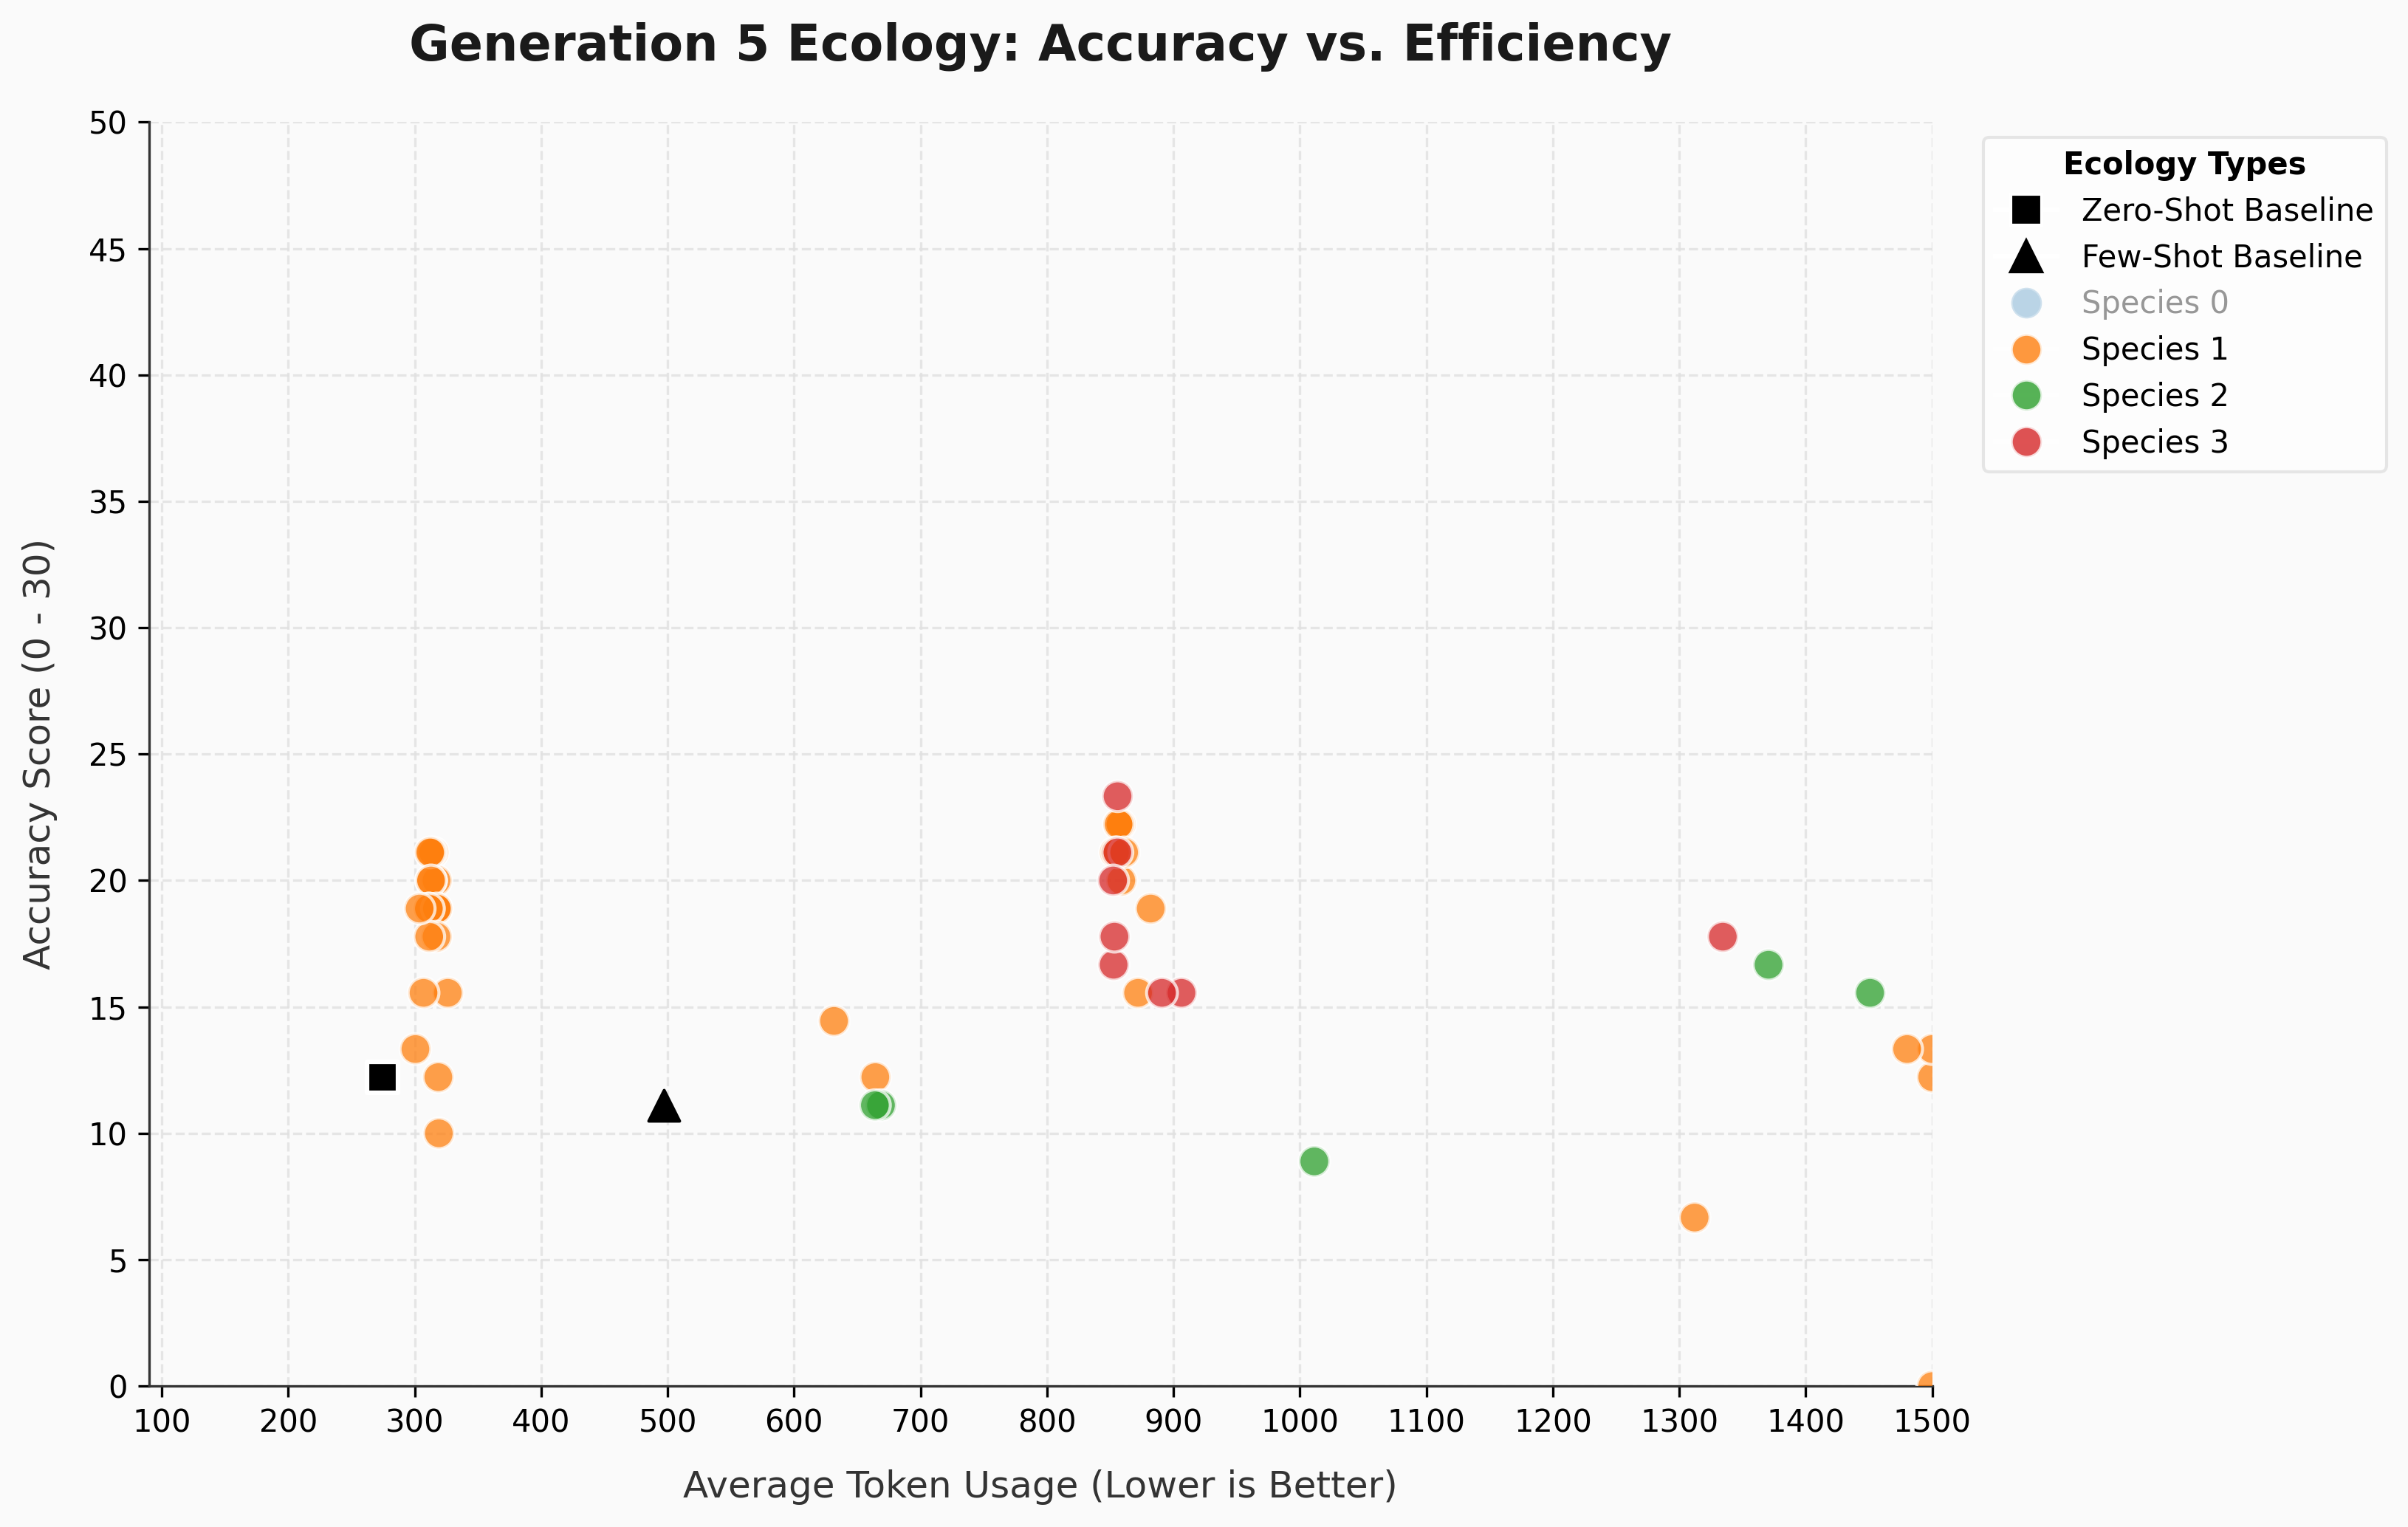 Generation 5 Ecology: Accuracy vs. Efficiency
50
45
40
35
30
25
20
15
10
5
0
Accuracy Score (0 - 30)
100 200 300 400 500 600 700 800 900 1000 1100 1200 1300 1400 1500
Average Token Usage (Lower is Better)
Ecology Types
Zero-Shot Baseline
Few-Shot Baseline
Species 0
Species 1
Species 2
Species 3